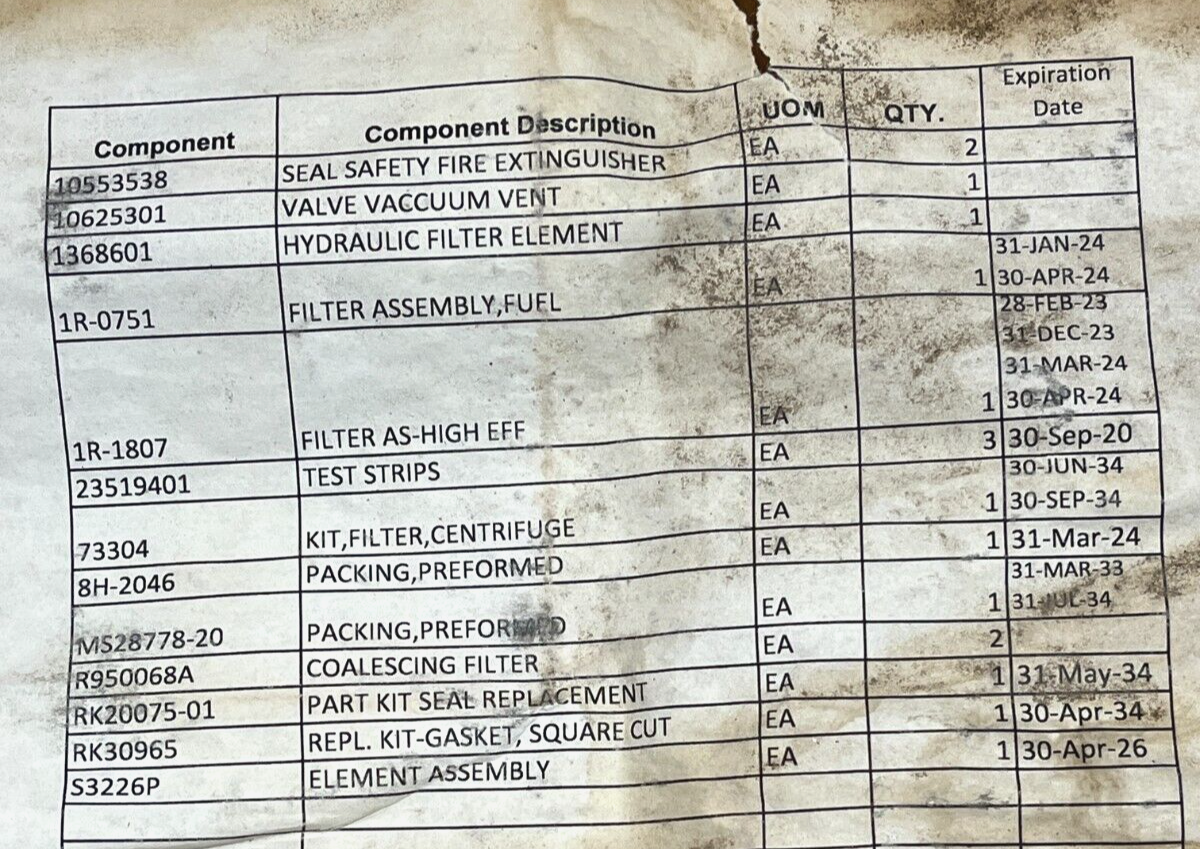 Component Component Description UOM QTY. Expiration
Date
10553538 SEAL SAFETY FIRE EXTINGUISHER EA 2
10625301 VALVE VACCUUM VENT EA 1
1368601 HYDRAULIC FILTER ELEMENT EA 1
31-JAN-24
1R-0751 FILTER ASSEMBLY,FUEL EA 1 30-APR-24
28-FEB-23
31-DEC-23
31-MAR-24
1R-1807 FILTER AS-HIGH EFF EA 1 30-APR-24
23519401 TEST STRIPS EA 3 30-Sep-20
30-JUN-34
73304 KIT,FILTER,CENTRIFUGE EA 1 30-SEP-34
8H-2046 PACKING,PREFORMED EA 1 31-Mar-24
31-MAR-33
MS28778-20 PACKING,PREFORMED EA 1 31-JUL-34
R950068A COALESCING FILTER EA 2
RK20075-01 PART KIT SEAL REPLACEMENT EA 1 31-May-34
RK30965 REPL. KIT-GASKET, SQUARE CUT EA 1 30-Apr-34
S3226P ELEMENT ASSEMBLY EA 1 30-Apr-26